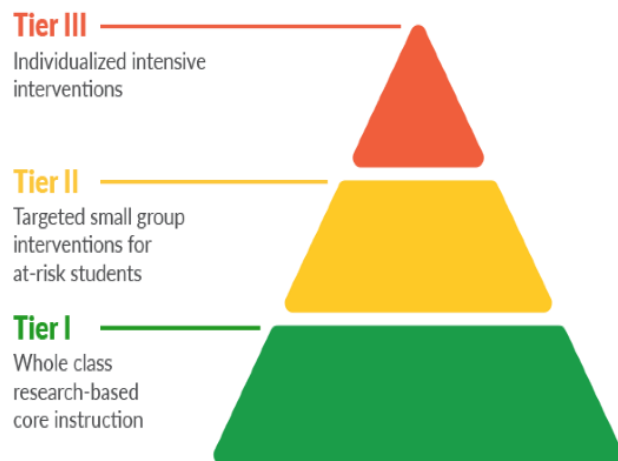 Tier III
Individualized intensive
interventions
Tier II
Targeted small group
interventions for
at-risk students
Tier I
Whole class
research-based
core instruction